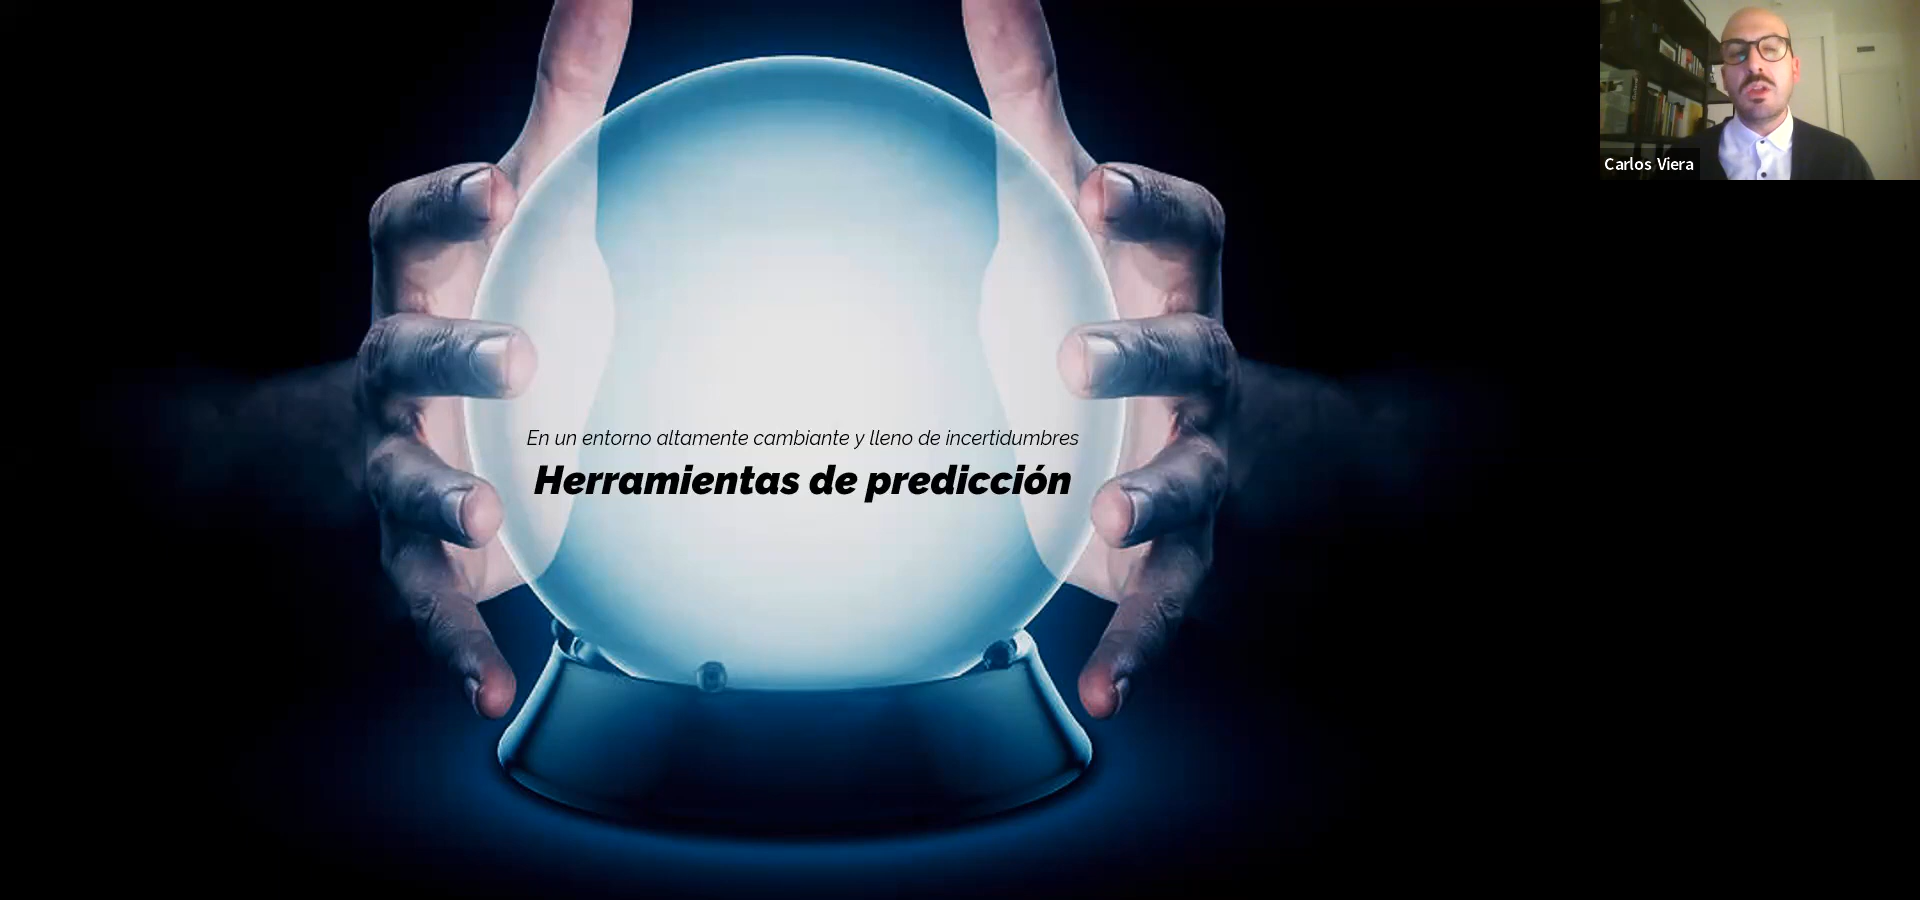 En un entorno altamente cambiante y lleno de incertidumbres
Herramientas de predicción
Carlos Viera